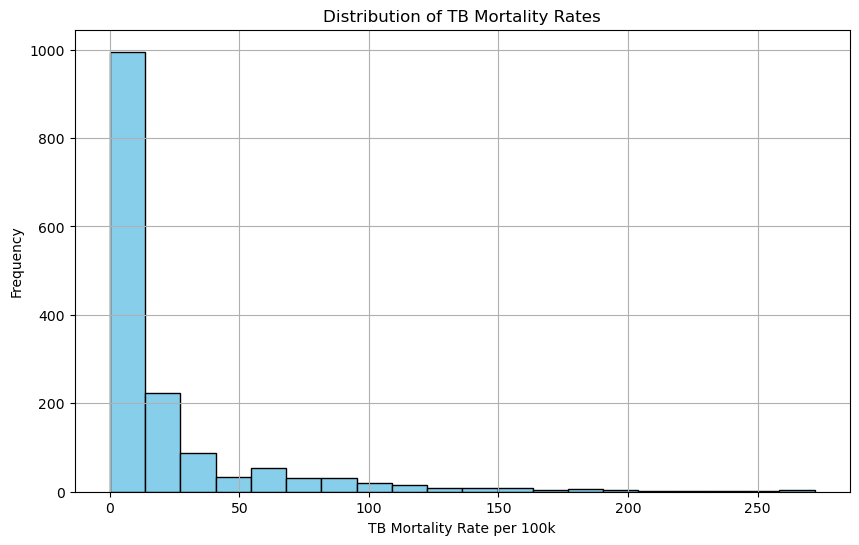 Distribution of TB Mortality Rates
1000
800
600
400
200
0
Frequency
0 50 100 150 200 250
TB Mortality Rate per 100k